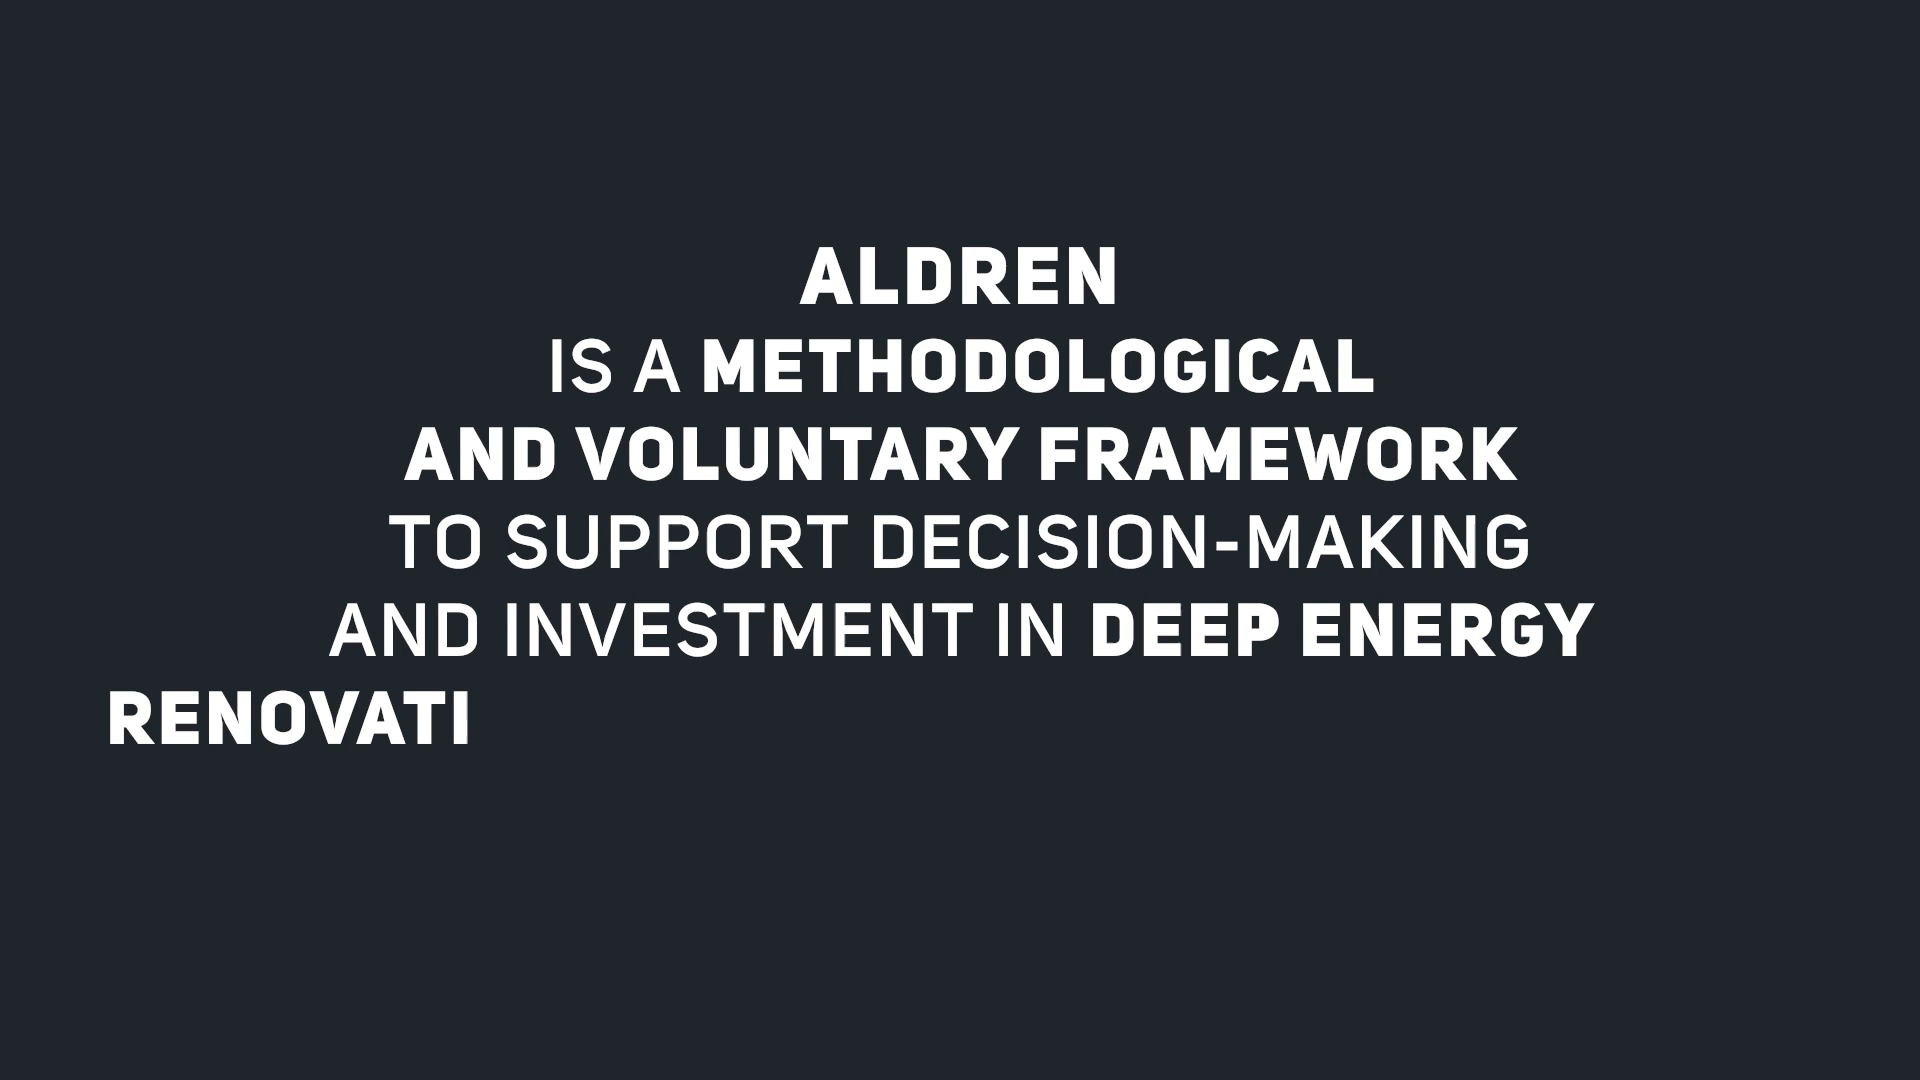 ALDREN
IS A METHODOLOGICAL
AND VOLUNTARY FRAMEWORK
TO SUPPORT DECISION-MAKING
AND INVESTMENT IN DEEP ENERGY
RENOVATI